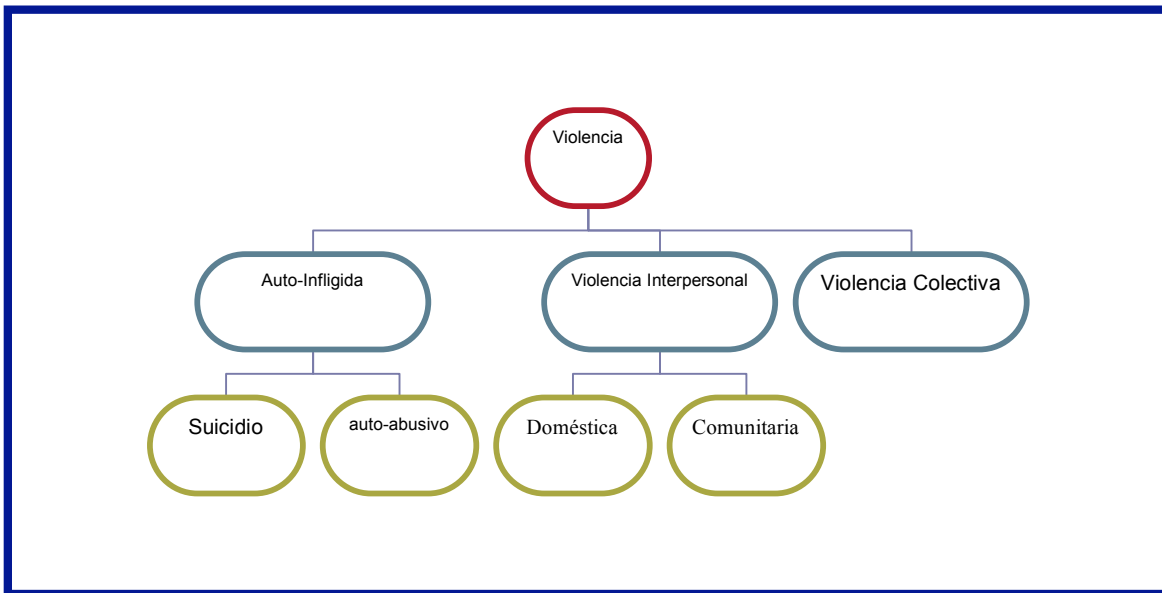 Violencia
Auto-Infligida
Violencia Interpersonal
Violencia Colectiva
Suicidio
auto-abusivo
Doméstica
Comunitaria